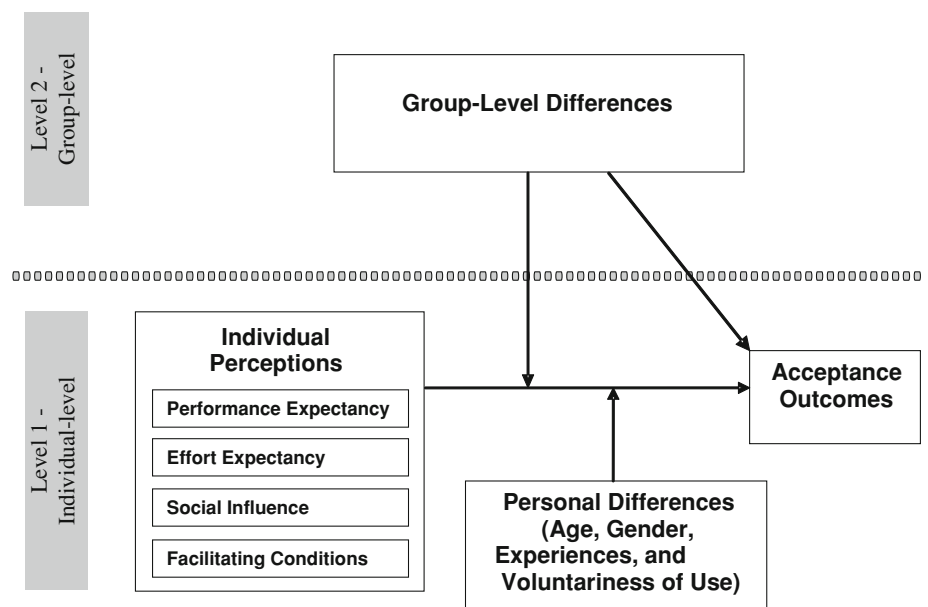 Level 2 -
Group-level
Group-Level Differences
Level 1 -
Individual-level
Individual
Perceptions
Performance Expectancy
Effort Expectancy
Social Influence
Facilitating Conditions
Acceptance
Outcomes
Personal Differences
(Age, Gender,
Experiences, and
Voluntariness of Use)